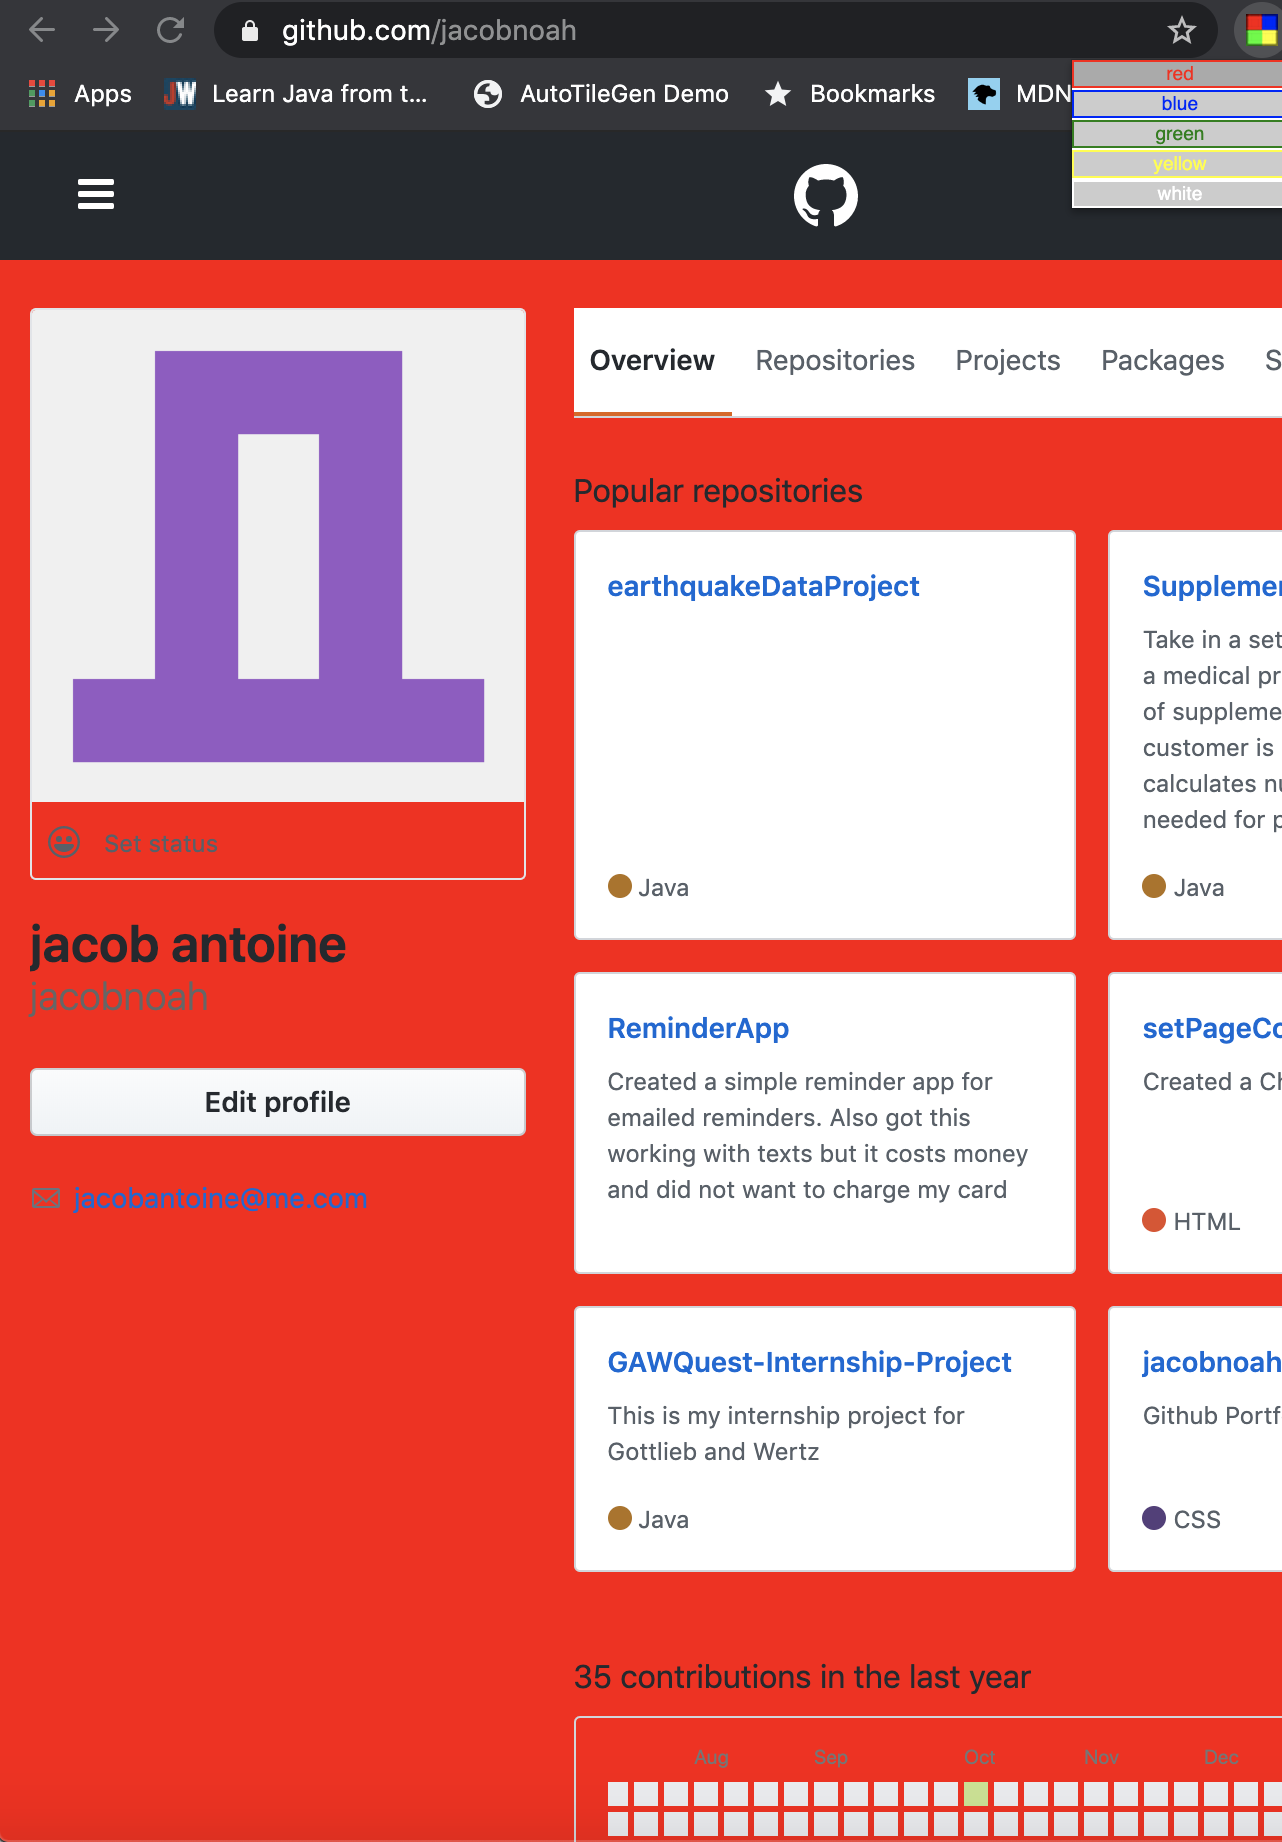 github.com/jacobnoah
Apps
Learn Java from t...
AutoTileGen Demo
Bookmarks
MDN
red
blue
green
yellow
white
Overview
Repositories
Projects
Packages
S
Set status
jacob antoine
jacobnoah
Edit profile
jacobantoine@me.com
Popular repositories
earthquakeDataProject
Java
Supplemen
Take in a set
a medical pr
of suppleme
customer is
calculates nu
needed for p
Java
ReminderApp
Created a simple reminder app for
emailed reminders. Also got this
working with texts but it costs money
and did not want to charge my card
setPageCo
Created a Ch
HTML
GAWQuest-Internship-Project
This is my internship project for
Gottlieb and Wertz
Java
jacobnoah
Github Portf
CSS
35 contributions in the last year
Aug
Sep
Oct
Nov
Dec